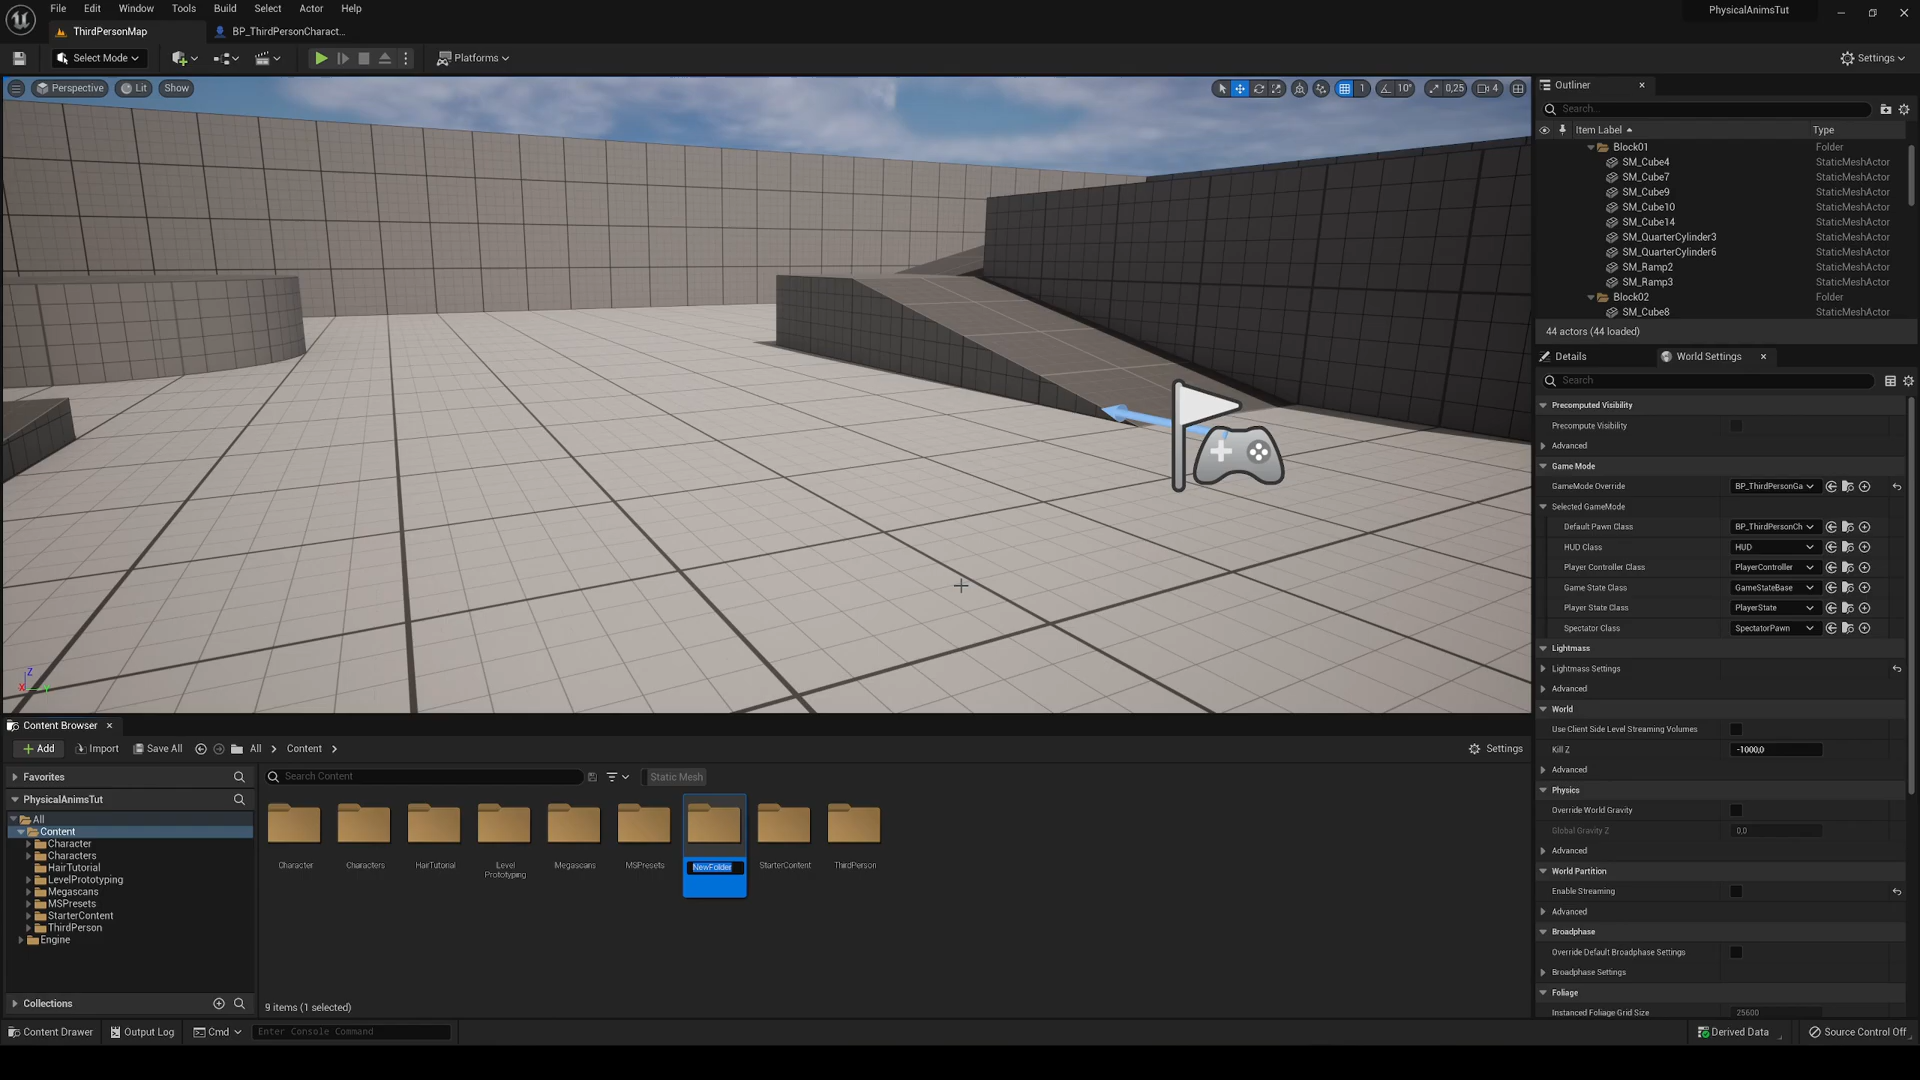 File Edit Window Tools Build Select Actor Help
PhysicalAnimsTut
ThirdPersonMap
BP_ThirdPersonCharact...
Select Mode
Platforms
Settings
Perspective Lit Show
1 10° 0,25 4
Outliner
Search...
Item Label Type
Block01 Folder
SM_Cube4 StaticMeshActor
SM_Cube7 StaticMeshActor
SM_Cube9 StaticMeshActor
SM_Cube10 StaticMeshActor
SM_Cube14 StaticMeshActor
SM_QuarterCylinder3 StaticMeshActor
SM_QuarterCylinder6 StaticMeshActor
SM_Ramp2 StaticMeshActor
SM_Ramp3 StaticMeshActor
Block02 Folder
SM_Cube8 StaticMeshActor
44 actors (44 loaded)
Details World Settings
Search
Precomputed Visibility
Precompute Visibility
Advanced
Game Mode
GameMode Override BP_ThirdPersonGa
Selected GameMode
Default Pawn Class BP_ThirdPersonCh
HUD Class HUD
Player Controller Class PlayerController
Game State Class GameStateBase
Player State Class PlayerState
Spectator Class SpectatorPawn
Lightmass
Lightmass Settings
Advanced
World
Use Client Side Level Streaming Volumes
Kill Z -1000,0
Advanced
Physics
Override World Gravity
Global Gravity Z 0,0
Advanced
World Partition
Enable Streaming
Advanced
Broadphase
Override Default Broadphase Settings
Broadphase Settings
Foliage
Instanced Foliage Grid Size 25600
Z
X Y
Content Browser
Add Import Save All All Content Settings
Favorites
PhysicalAnimsTut
All
Content
Character
Characters
HairTutorial
LevelPrototyping
Megascans
MSPresets
StarterContent
ThirdPerson
Engine
Collections
Search Content Static Mesh
Character Characters HairTutorial Level Prototyping Megascans MSPresets NewFolder StarterContent ThirdPerson
9 items (1 selected)
Content Drawer Output Log Cmd Enter Console Command
Derived Data Source Control Off